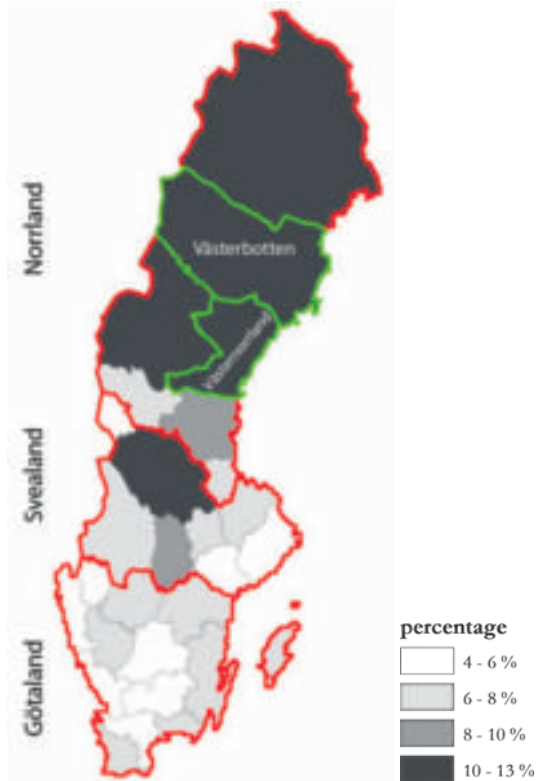 Norrland
Västerbotten
Västernorrland
Svealand
Götaland
percentage
4 - 6 %
6 - 8 %
8 - 10 %
10 - 13 %